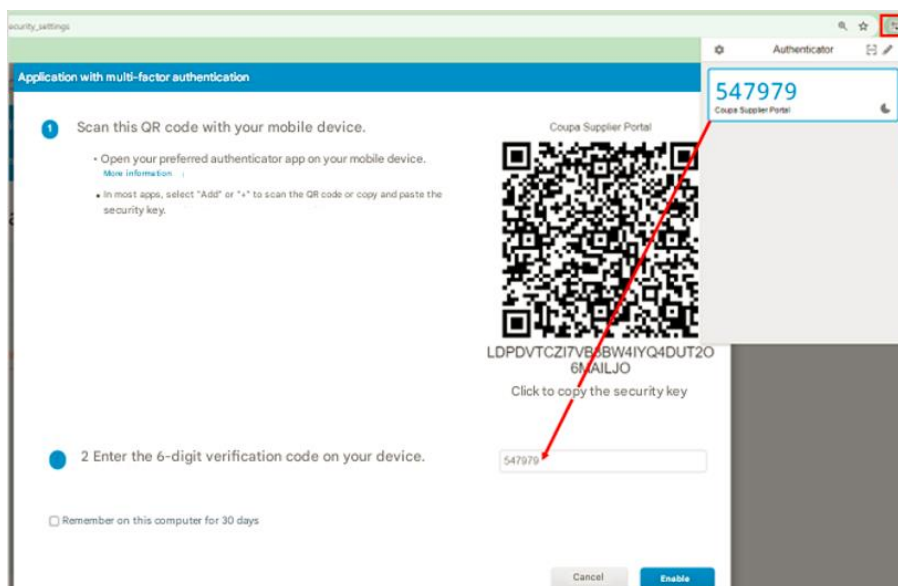 ecurity_settings
Authenticator
Application with multi-factor authentication
547979
Coupa Supplier Portal
1 Scan this QR code with your mobile device.
Coupa Supplier Portal
• Open your preferred authenticator app on your mobile device.
More information
• In most apps, select "Add" or "+" to scan the QR code or copy and paste the
security key.
6MAILJO
Click to copy the security key
2 Enter the 6-digit verification code on your device.
547979
Remember on this computer for 30 days
Cancel
Enable